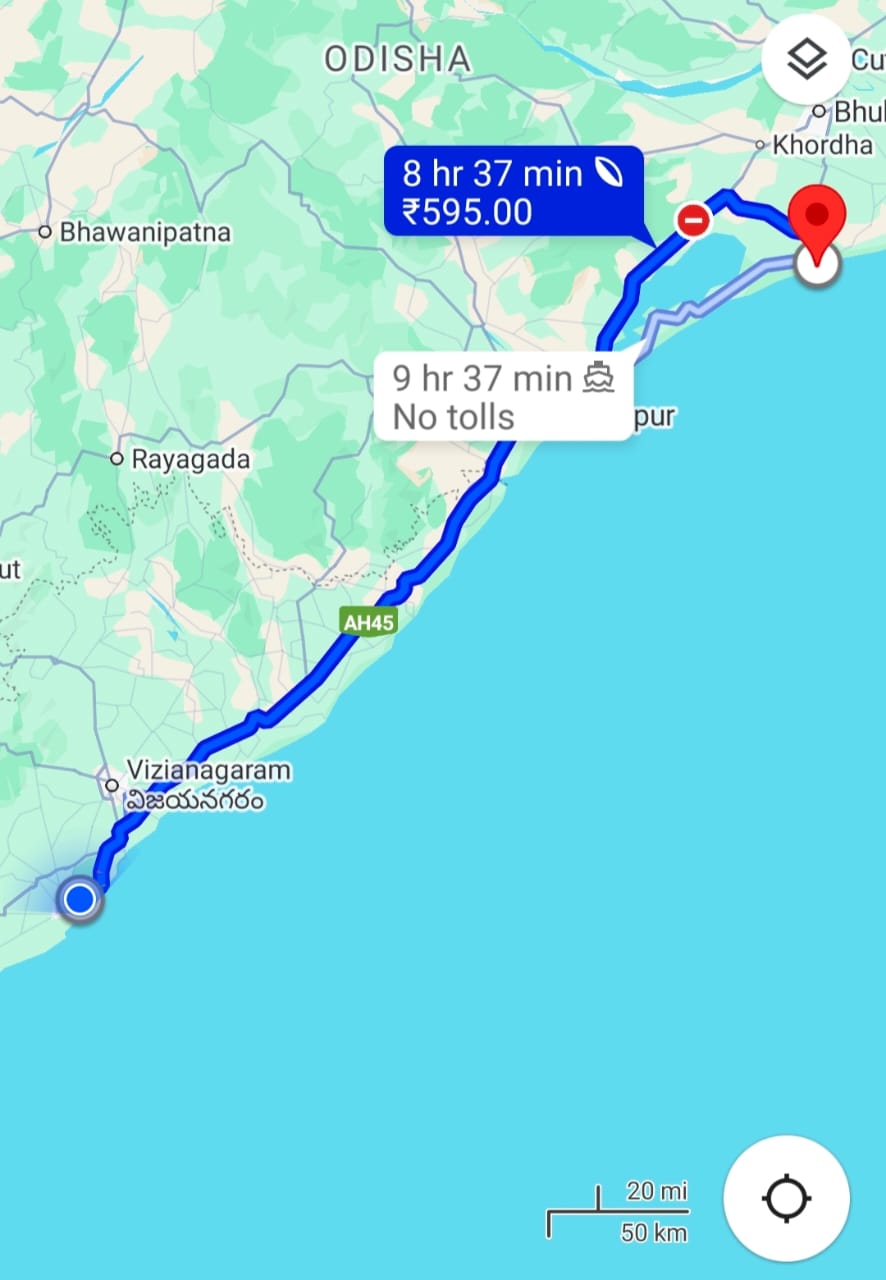 ODISHA
Cu
Bhul
Khordha
8 hr 37 min
₹595.00
Bhawanipatna
9 hr 37 min
No tolls
pur
Rayagada
ut
AH45
Vizianagaram
విజయనగరం
20 mi
50 km